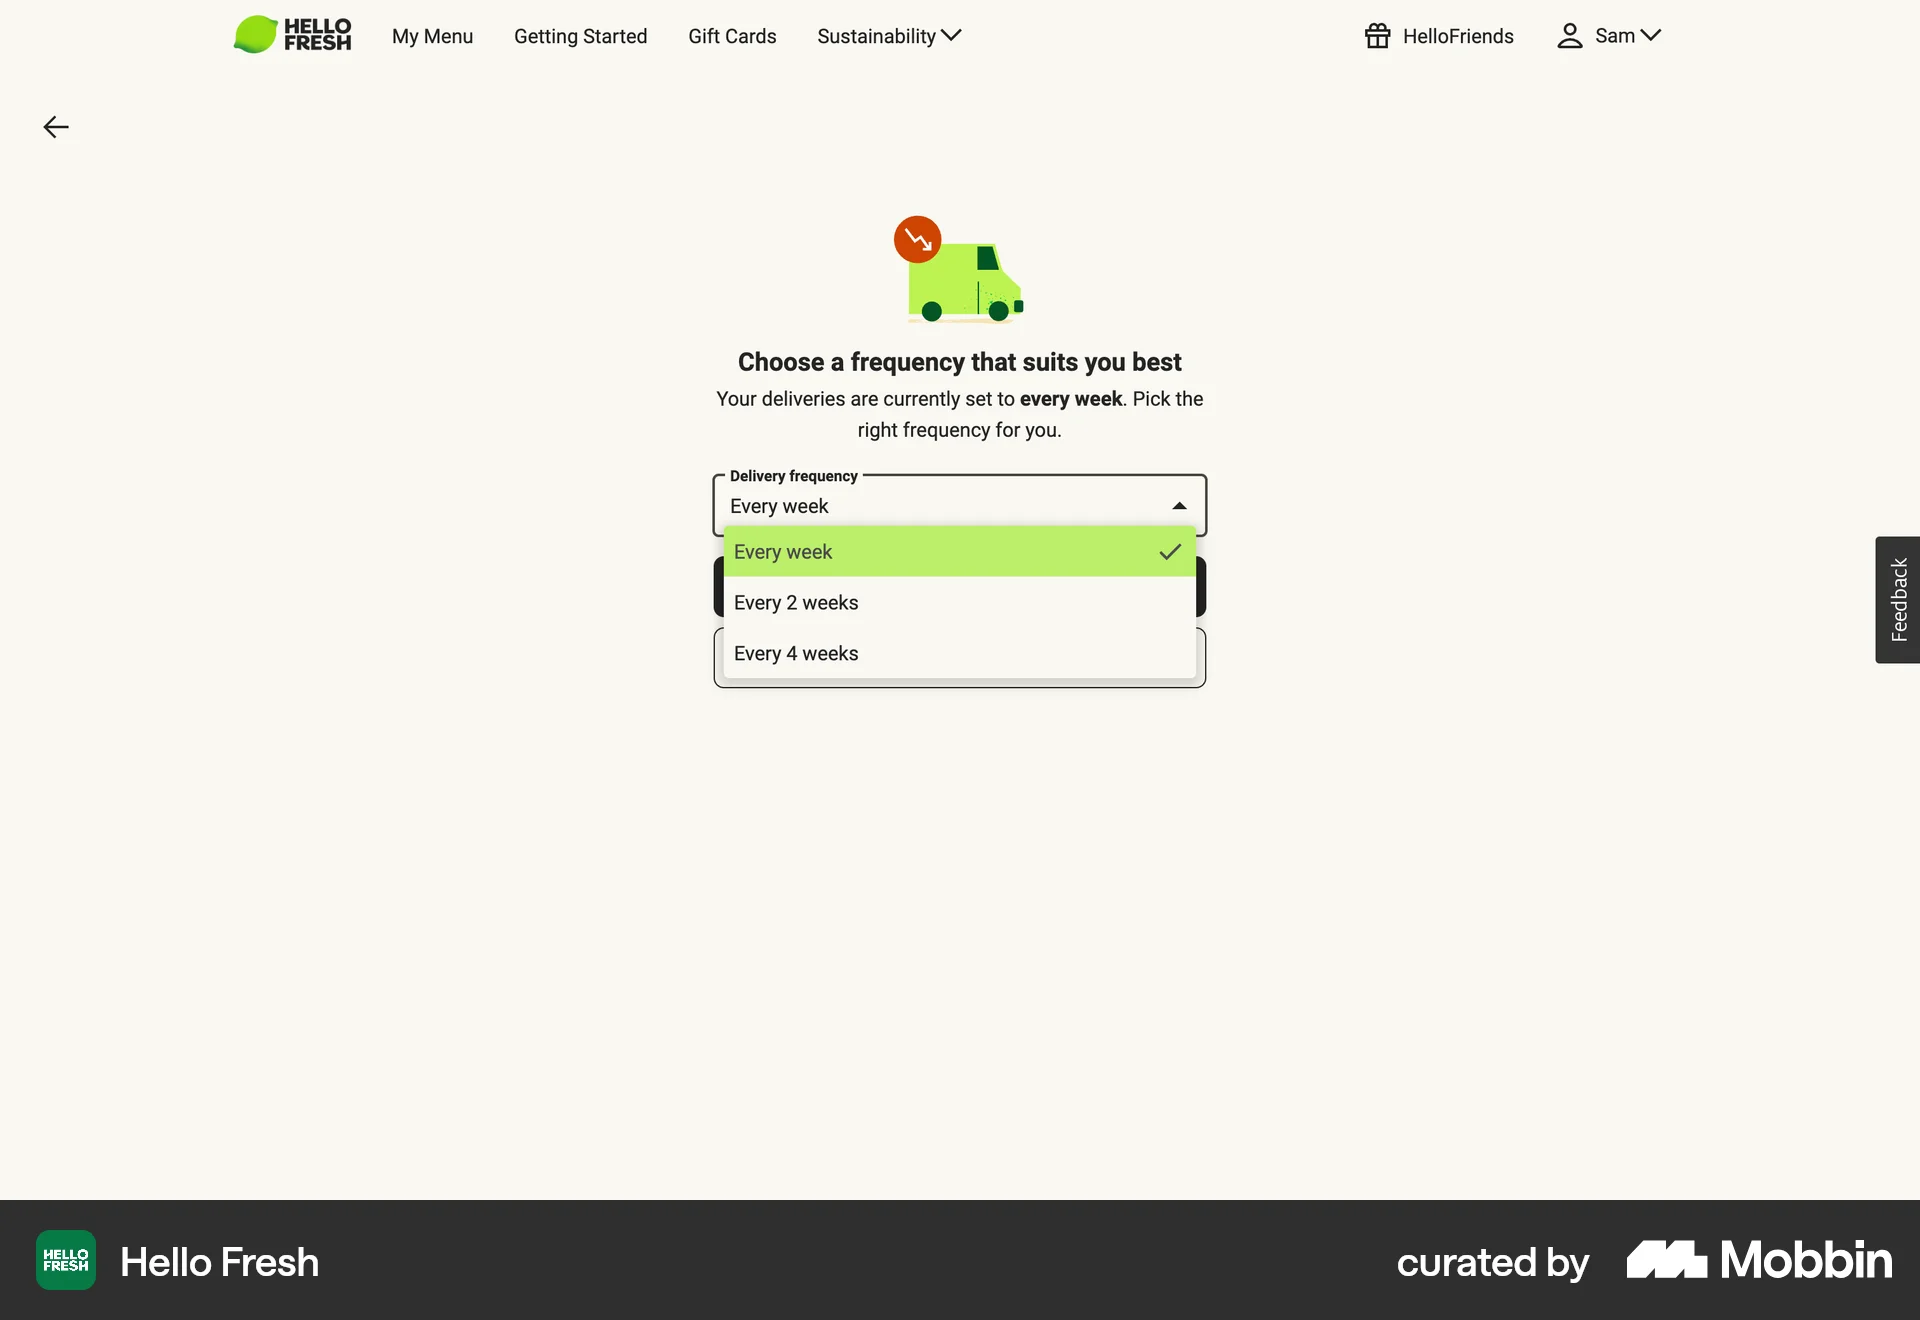 HELLO
FRESH
My Menu
Getting Started
Gift Cards
Sustainability
HelloFriends
Sam
Choose a frequency that suits you best
Your deliveries are currently set to every week. Pick the
right frequency for you.
Delivery frequency
Every week
Every week
Every 2 weeks
Every 4 weeks
Feedback
HELLO
FRESH
Hello Fresh
curated by
Mobbin